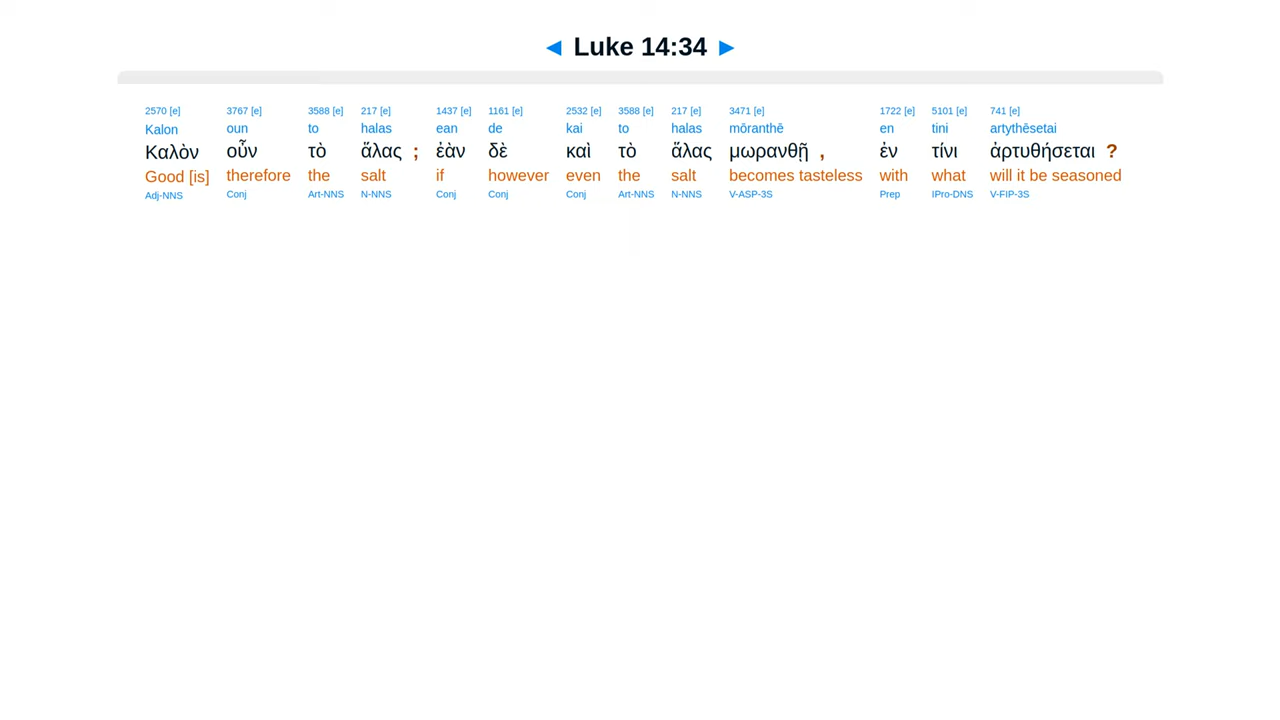 ◄ Luke 14:34 ►
2570 [e] 3767 [e] 3588 [e] 217 [e] 1437 [e] 1161 [e] 2532 [e] 3588 [e] 217 [e] 3471 [e] 1722 [e] 5101 [e] 741 [e]
Kalon oun to halas ean de kai to halas mōranthē en tini artythēsetai
Καλὸν οὖν τὸ ἅλας ; ἐὰν δὲ καὶ τὸ ἅλας μωρανθῇ , ἐν τίνι ἀρτυθήσεται ?
Good [is] therefore the salt if however even the salt becomes tasteless with what will it be seasoned
Adj-NNS Conj Art-NNS N-NNS Conj Conj Conj Art-NNS N-NNS V-ASP-3S Prep IPro-DNS V-FIP-3S